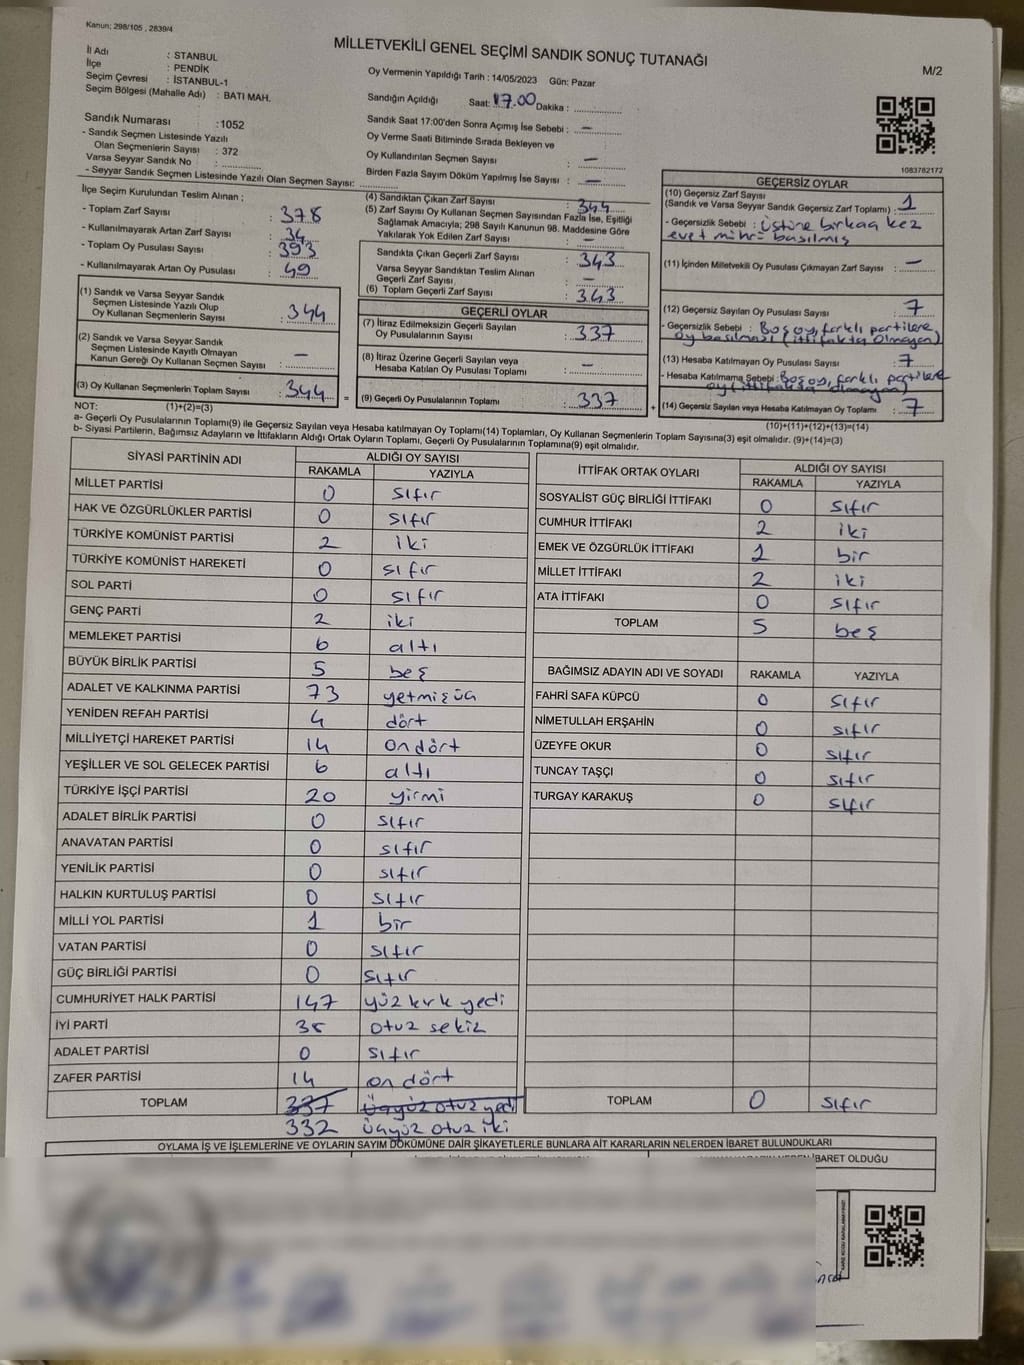 Kanun; 298/105 , 2839/4
MİLLETVEKİLİ GENEL SEÇİMİ SANDIK SONUÇ TUTANAĞI
M/2
İl Adı : STANBUL
İlçe : PENDİK
Seçim Çevresi : İSTANBUL-1
Seçim Bölgesi (Mahalle Adı) : BATI MAH.
Sandık Numarası :1052
- Sandık Seçmen Listesinde Yazılı
Olan Seçmenlerin Sayısı : 372
Varsa Seyyar Sandık No :
- Seyyar Sandık Seçmen Listesinde Yazılı Olan Seçmen Sayısı:
Oy Vermenin Yapıldığı Tarih : 14/05/2023 Gün: Pazar
Sandığın Açıldığı Saat: 17.00 Dakika :
Sandık Saat 17:00'den Sonra Açımış İse Sebebi : —
Oy Verme Saati Bitiminde Sırada Bekleyen ve
Oy Kullandırılan Seçmen Sayısı : —
Birden Fazla Sayım Döküm Yapılmış İse Sayısı : —
1083782172
İlçe Seçim Kurulundan Teslim Alınan ;
- Toplam Zarf Sayısı : 378
- Kullanılmayarak Artan Zarf Sayısı : 34
- Toplam Oy Pusulası Sayısı : 393
- Kullanılmayarak Artan Oy Pusulası : 49
(1) Sandık ve Varsa Seyyar Sandık
Seçmen Listesinde Yazılı Olup
Oy Kullanan Seçmenlerin Sayısı : 344
(2) Sandık ve Varsa Seyyar Sandık
Seçmen Listesinde Kayıtlı Olmayan
Kanun Gereği Oy Kullanan Seçmen Sayısı : —
(3) Oy Kullanan Seçmenlerin Toplam Sayısı : 344 =
(4) Sandıktan Çıkan Zarf Sayısı : 344
(5) Zarf Sayısı Oy Kullanan Seçmen Sayısından Fazla İse, Eşitliği
Sağlamak Amacıyla; 298 Sayılı Kanunun 98. Maddesine Göre
Yakılarak Yok Edilen Zarf Sayısı : —
Sandıkta Çıkan Geçerli Zarf Sayısı : 343
Varsa Seyyar Sandıktan Teslim Alınan
Geçerli Zarf Sayısı : —
(6) Toplam Geçerli Zarf Sayısı : 343
GEÇERLİ OYLAR
(7) İtiraz Edilmeksizin Geçerli Sayılan
Oy Pusulalarının Sayısı : 337
(8) İtiraz Üzerine Geçerli Sayılan veya
Hesaba Katılan Oy Pusulası Toplamı : —
(9) Geçerli Oy Pusulalarının Toplamı : 337 +
GEÇERSİZ OYLAR
(10) Geçersiz Zarf Sayısı
(Sandık ve Varsa Seyyar Sandık Geçersiz Zarf Toplamı) : 1
- Geçersizlik Sebebi : üstüne birkaç kez
evet mührü basılmış
(11) İçinden Milletvekili Oy Pusulası Çıkmayan Zarf Sayısı : —
(12) Geçersiz Sayılan Oy Pusulası Sayısı : 7
- Geçersizlik Sebebi : Boş oy, farklı partilere
oy basılması (ittifakta olmayan)
(13) Hesaba Katılmayan Oy Pusulası Sayısı : 7
- Hesaba Katılmama Sebebi : Boş oy, farklı partilere
oy (ittifakta olmayan)
(14) Geçersiz Sayılan veya Hesaba Katılmayan Oy Toplamı : 7
NOT: (1)+(2)=(3)
(10)+(11)+(12)+(13)=(14)
a- Geçerli Oy Pusulalarının Toplamı(9) ile Geçersiz Sayılan veya Hesaba katılmayan Oy Toplamı(14) Toplamları, Oy Kullanan Seçmenlerin Toplam Sayısına(3) eşit olmalıdır. (9)+(14)=(3)
b- Siyasi Partilerin, Bağımsız Adayların ve İttifakların Aldığı Ortak Oyların Toplamı, Geçerli Oy Pusulalarının Toplamına(9) eşit olmalıdır.
SİYASİ PARTİNİN ADI ALDIĞI OY SAYISI
RAKAMLA YAZIYLA
MİLLET PARTİSİ 0 sıfır
HAK VE ÖZGÜRLÜKLER PARTİSİ 0 sıfır
TÜRKİYE KOMÜNİST PARTİSİ 2 iki
TÜRKİYE KOMÜNİST HAREKETİ 0 sıfır
SOL PARTİ 0 sıfır
GENÇ PARTİ 2 iki
MEMLEKET PARTİSİ 6 altı
BÜYÜK BİRLİK PARTİSİ 5 beş
ADALET VE KALKINMA PARTİSİ 73 yetmiş üç
YENİDEN REFAH PARTİSİ 4 dört
MİLLİYETÇİ HAREKET PARTİSİ 14 on dört
YEŞİLLER VE SOL GELECEK PARTİSİ 6 altı
TÜRKİYE İŞÇİ PARTİSİ 20 yirmi
ADALET BİRLİK PARTİSİ 0 sıfır
ANAVATAN PARTİSİ 0 sıfır
YENİLİK PARTİSİ 0 sıfır
HALKIN KURTULUŞ PARTİSİ 0 sıfır
MİLLİ YOL PARTİSİ 1 bir
VATAN PARTİSİ 0 sıfır
GÜÇ BİRLİĞİ PARTİSİ 0 sıfır
CUMHURİYET HALK PARTİSİ 147 yüz kırk yedi
İYİ PARTİ 38 otuz sekiz
ADALET PARTİSİ 0 sıfır
ZAFER PARTİSİ 14 on dört
TOPLAM 337 üçyüz otuz yedi
332 üçyüz otuz iki
İTTİFAK ORTAK OYLARI ALDIĞI OY SAYISI
RAKAMLA YAZIYLA
SOSYALİST GÜÇ BİRLİĞİ İTTİFAKI 0 sıfır
CUMHUR İTTİFAKI 2 iki
EMEK VE ÖZGÜRLÜK İTTİFAKI 1 bir
MİLLET İTTİFAKI 2 iki
ATA İTTİFAKI 0 sıfır
TOPLAM 5 beş
BAĞIMSIZ ADAYIN ADI VE SOYADI RAKAMLA YAZIYLA
FAHRİ SAFA KÜPCÜ 0 sıfır
NİMETULLAH ERŞAHİN 0 sıfır
ÜZEYFE OKUR 0 sıfır
TUNCAY TAŞÇI 0 sıfır
TURGAY KARAKUŞ 0 sıfır
TOPLAM 0 sıfır
OYLAMA İŞ VE İŞLEMLERİNE VE OYLARIN SAYIM DÖKÜMÜNE DAİR ŞİKAYETLERLE BUNLARA AİT KARARLARIN NELERDEN İBARET BULUNDUKLARI
İBARET OLDUĞU